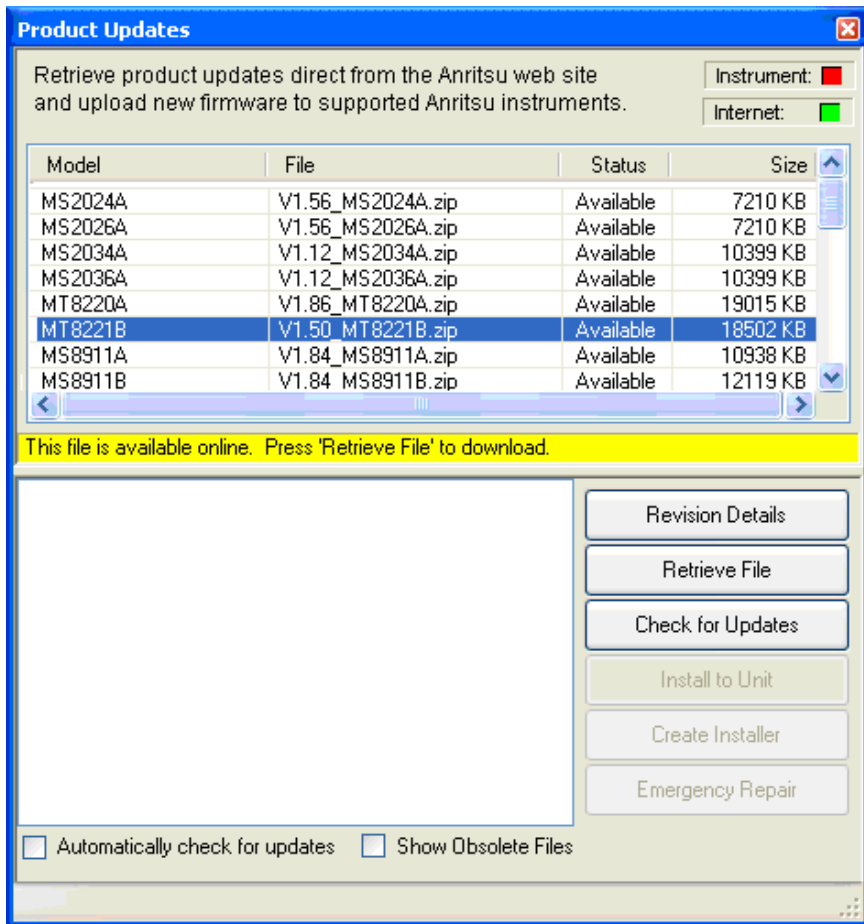 Product Updates
Retrieve product updates direct from the Anritsu web site
and upload new firmware to supported Anritsu instruments.
Instrument:
Internet:
Model File Status Size
MS2024A V1.56_MS2024A.zip Available 7210 KB
MS2026A V1.56_MS2026A.zip Available 7210 KB
MS2034A V1.12_MS2034A.zip Available 10399 KB
MS2036A V1.12_MS2036A.zip Available 10399 KB
MT8220A V1.86_MT8220A.zip Available 19015 KB
MT8221B V1.50_MT8221B.zip Available 18502 KB
MS8911A V1.84_MS8911A.zip Available 10938 KB
MS8911B V1.84_MS8911B.zip Available 12119 KB
This file is available online. Press 'Retrieve File' to download.
Revision Details
Retrieve File
Check for Updates
Install to Unit
Create Installer
Emergency Repair
Automatically check for updates Show Obsolete Files